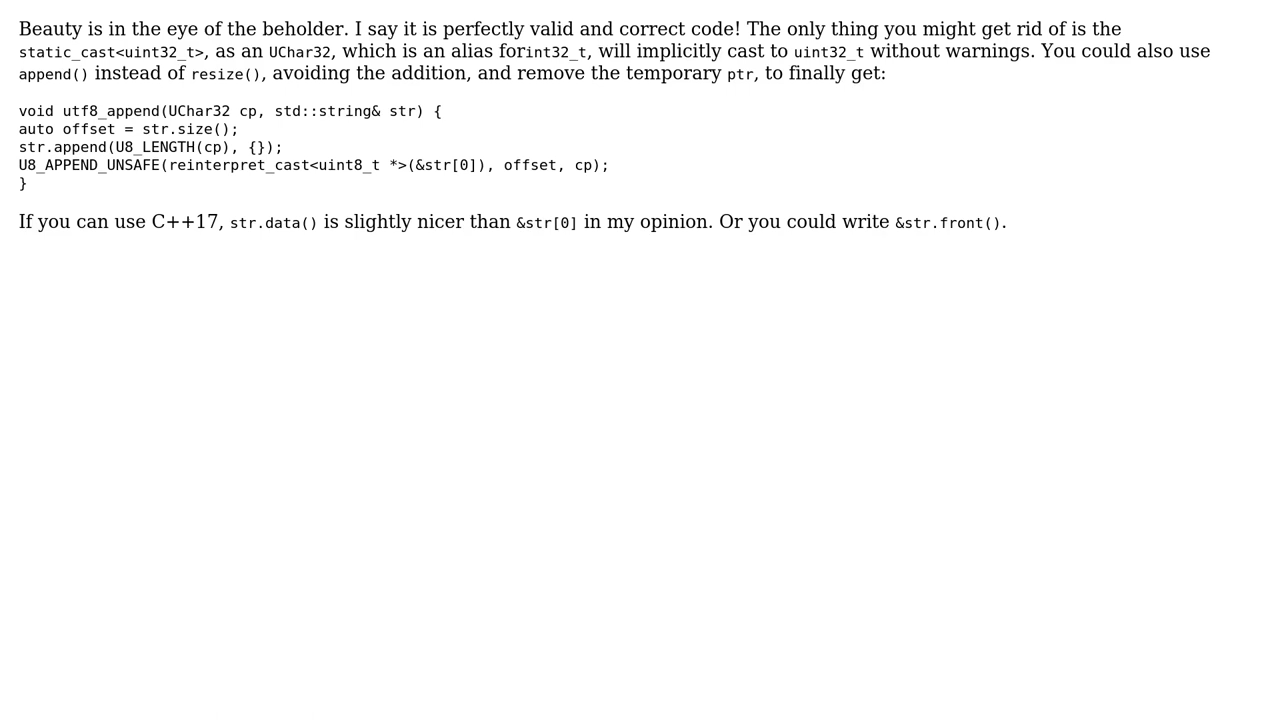 Beauty is in the eye of the beholder. I say it is perfectly valid and correct code! The only thing you might get rid of is the
static_cast<uint32_t>, as an UChar32, which is an alias forint32_t, will implicitly cast to uint32_t without warnings. You could also use
append() instead of resize(), avoiding the addition, and remove the temporary ptr, to finally get:
void utf8_append(UChar32 cp, std::string& str) {
auto offset = str.size();
str.append(U8_LENGTH(cp), {});
U8_APPEND_UNSAFE(reinterpret_cast<uint8_t *>(&str[0]), offset, cp);
}
If you can use C++17, str.data() is slightly nicer than &str[0] in my opinion. Or you could write &str.front().